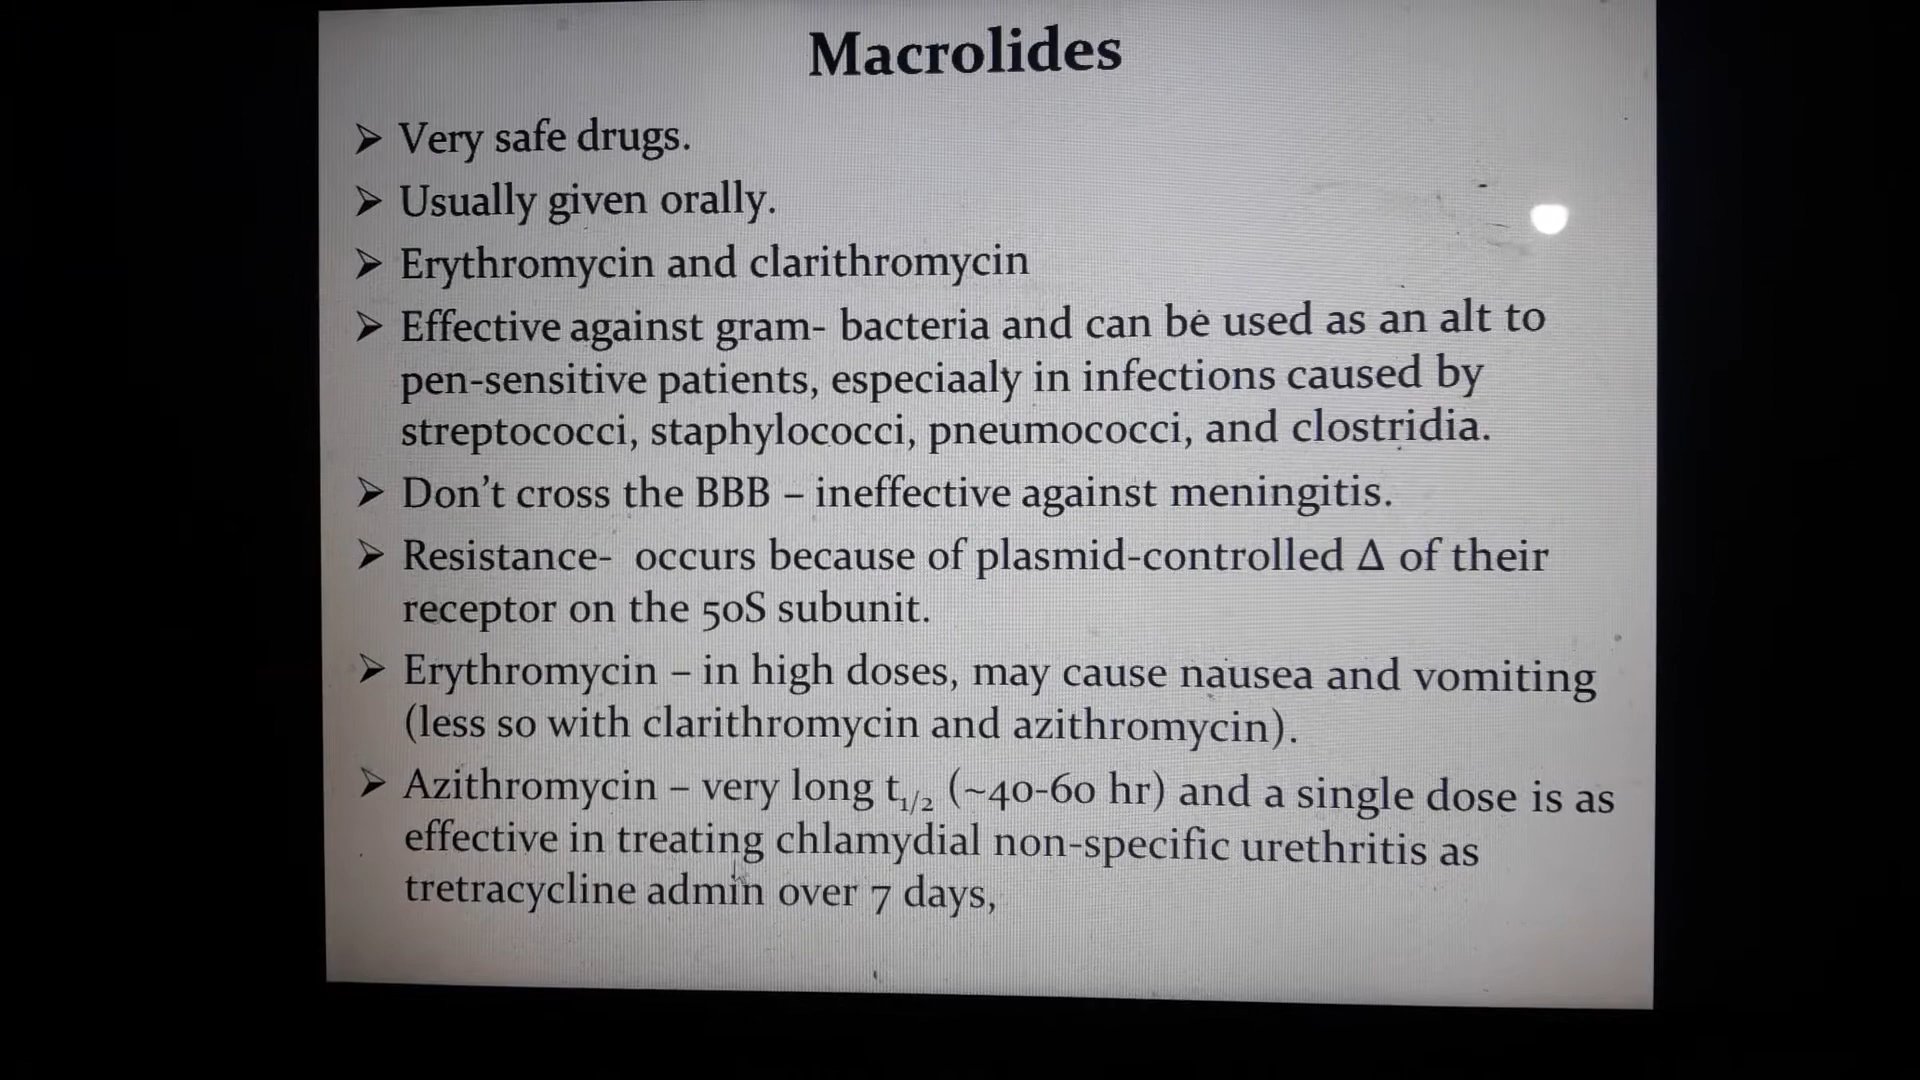 Macrolides
➢ Very safe drugs.
➢ Usually given orally.
➢ Erythromycin and clarithromycin
➢ Effective against gram- bacteria and can be used as an alt to
pen-sensitive patients, especiaaly in infections caused by
streptococci, staphylococci, pneumococci, and clostridia.
➢ Don't cross the BBB – ineffective against meningitis.
➢ Resistance-  occurs because of plasmid-controlled Δ of their
receptor on the 50S subunit.
➢ Erythromycin – in high doses, may cause nausea and vomiting
(less so with clarithromycin and azithromycin).
➢ Azithromycin – very long t1/2 (~40-60 hr) and a single dose is as
effective in treating chlamydial non-specific urethritis as
tretracycline admin over 7 days,